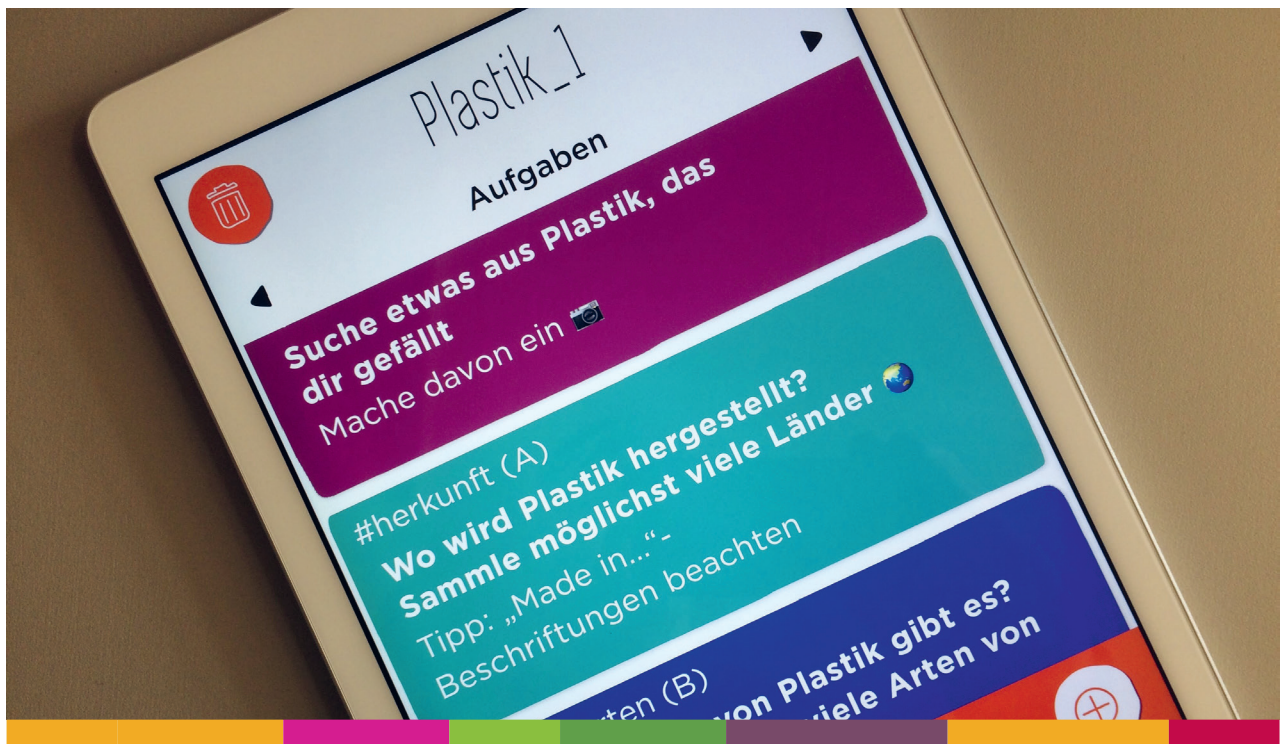 Plastik_1
Aufgaben
Suche etwas aus Plastik, das
dir gefällt
Mache davon ein
#herkunft (A)
Wo wird Plastik hergestellt?
Sammle möglichst viele Länder
Tipp: „Made in...“-
Beschriftungen beachten
(B)
von Plastik gibt es?
viele Arten von